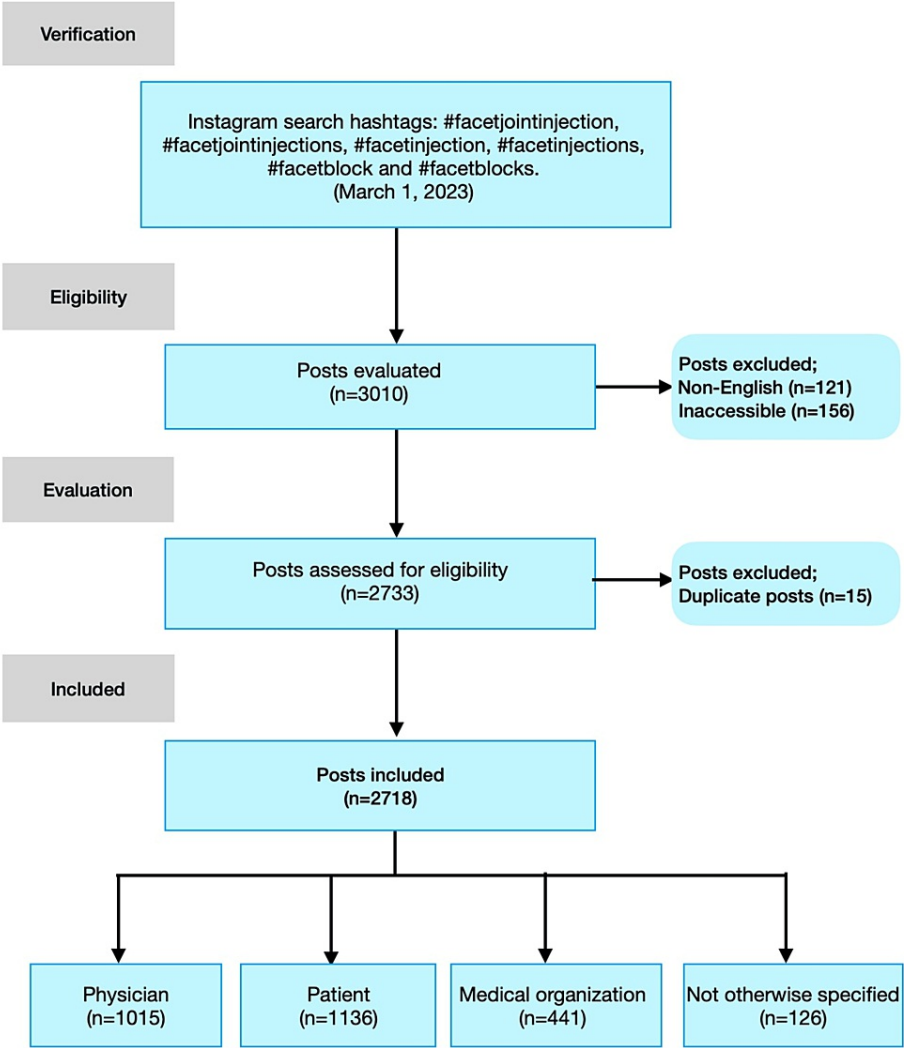 Verification
Instagram search hashtags: #facetjointinjection,
#facetjointinjections, #facetinjection, #facetinjections,
#facetblock and #facetblocks.
(March 1, 2023)
Eligibility
Posts evaluated
(n=3010)
Posts excluded;
Non-English (n=121)
Inaccessible (n=156)
Evaluation
Posts assessed for eligibility
(n=2733)
Posts excluded;
Duplicate posts (n=15)
Included
Posts included
(n=2718)
Physician
(n=1015)
Patient
(n=1136)
Medical organization
(n=441)
Not otherwise specified
(n=126)